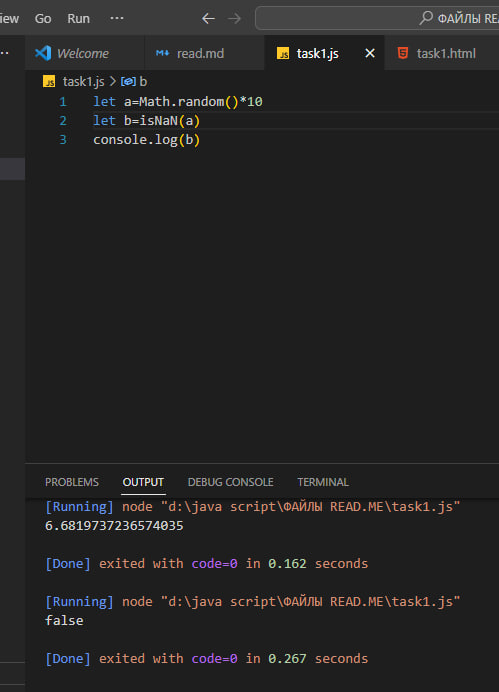 iew Go Run ··· ← → ФАЙЛЫ REA
·· Welcome read.md JS task1.js × task1.html
JS task1.js > b
1 let a=Math.random()*10
2 let b=isNaN(a)
3 console.log(b)
PROBLEMS OUTPUT DEBUG CONSOLE TERMINAL
[Running] node "d:\java script\ФАЙЛЫ READ.ME\task1.js"
6.6819737236574035
[Done] exited with code=0 in 0.162 seconds
[Running] node "d:\java script\ФАЙЛЫ READ.ME\task1.js"
false
[Done] exited with code=0 in 0.267 seconds